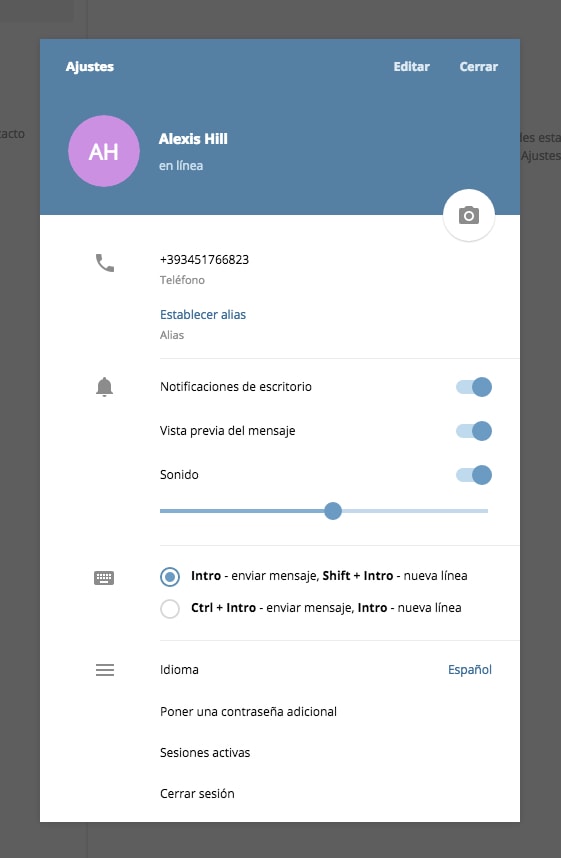 Ajustes Editar Cerrar
AH
Alexis Hill
en línea
+393451766823
Teléfono
Establecer alias
Alias
Notificaciones de escritorio
Vista previa del mensaje
Sonido
Intro - enviar mensaje, Shift + Intro - nueva línea
Ctrl + Intro - enviar mensaje, Intro - nueva línea
Idioma Español
Poner una contraseña adicional
Sesiones activas
Cerrar sesión
esta
Ajustes